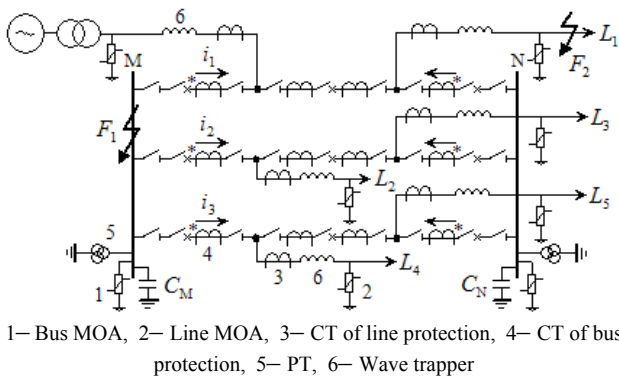 6
L1
M
N
i1
*
*
F2
F1
L3
i2
*
*
L2
L5
i3
*
*
5
4
3
6
L4
2
1
CM
CN
1— Bus MOA, 2— Line MOA, 3— CT of line protection, 4— CT of bus
protection, 5— PT, 6— Wave trapper